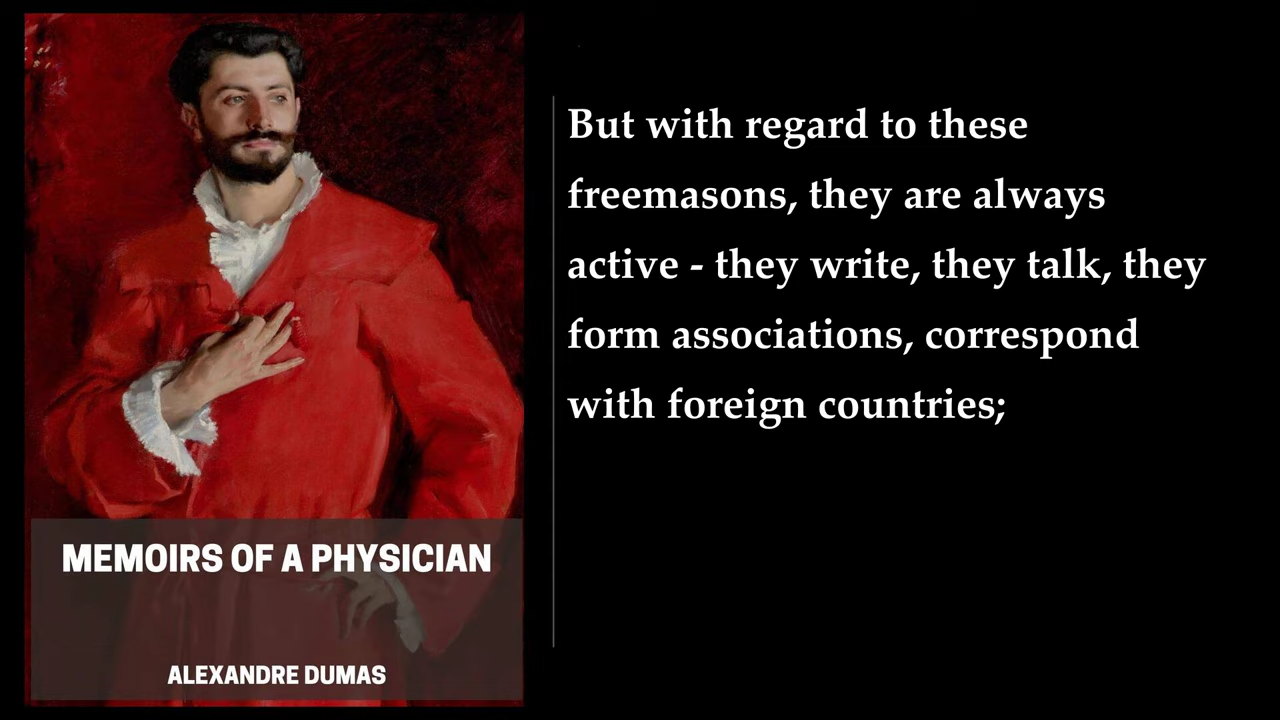 MEMOIRS OF A PHYSICIAN
ALEXANDRE DUMAS
But with regard to these
freemasons, they are always
active - they write, they talk, they
form associations, correspond
with foreign countries;